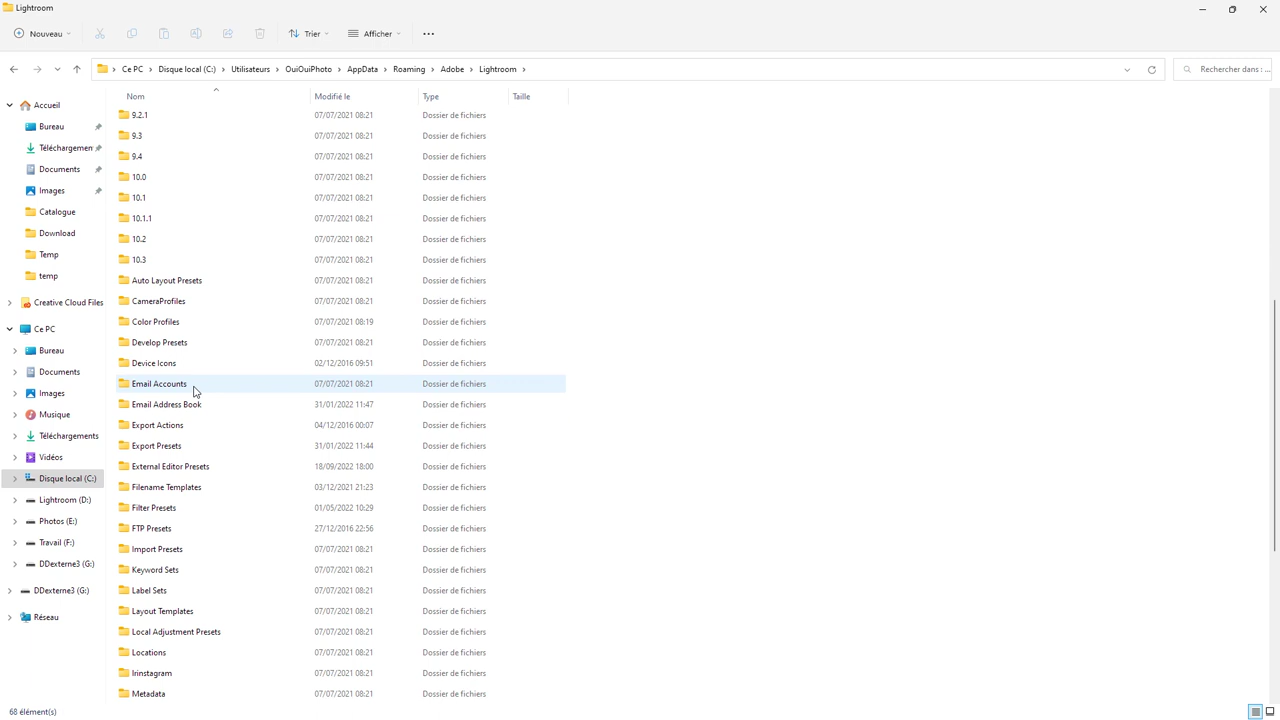 Lightroom
Nouveau
Trier
Afficher
Ce PC > Disque local (C:) > Utilisateurs > OuiOuiPhoto > AppData > Roaming > Adobe > Lightroom >
Rechercher dans : ...
Nom Modifié le Type Taille
Accueil
Bureau
Téléchargemen
Documents
Images
Catalogue
Download
Temp
temp
Creative Cloud Files
Ce PC
Bureau
Documents
Images
Musique
Téléchargements
Vidéos
Disque local (C:)
Lightroom (D:)
Photos (E:)
Travail (F:)
DDexterne3 (G:)
DDexterne3 (G:)
Réseau
9.2.1 07/07/2021 08:21 Dossier de fichiers
9.3 07/07/2021 08:21 Dossier de fichiers
9.4 07/07/2021 08:21 Dossier de fichiers
10.0 07/07/2021 08:21 Dossier de fichiers
10.1 07/07/2021 08:21 Dossier de fichiers
10.1.1 07/07/2021 08:21 Dossier de fichiers
10.2 07/07/2021 08:21 Dossier de fichiers
10.3 07/07/2021 08:21 Dossier de fichiers
Auto Layout Presets 07/07/2021 08:21 Dossier de fichiers
CameraProfiles 07/07/2021 08:21 Dossier de fichiers
Color Profiles 07/07/2021 08:19 Dossier de fichiers
Develop Presets 07/07/2021 08:21 Dossier de fichiers
Device Icons 02/12/2016 09:51 Dossier de fichiers
Email Accounts 07/07/2021 08:21 Dossier de fichiers
Email Address Book 31/01/2022 11:47 Dossier de fichiers
Export Actions 04/12/2016 00:07 Dossier de fichiers
Export Presets 31/01/2022 11:44 Dossier de fichiers
External Editor Presets 18/09/2022 18:00 Dossier de fichiers
Filename Templates 03/12/2021 21:23 Dossier de fichiers
Filter Presets 01/05/2022 10:29 Dossier de fichiers
FTP Presets 27/12/2016 22:56 Dossier de fichiers
Import Presets 07/07/2021 08:21 Dossier de fichiers
Keyword Sets 07/07/2021 08:21 Dossier de fichiers
Label Sets 07/07/2021 08:21 Dossier de fichiers
Layout Templates 07/07/2021 08:21 Dossier de fichiers
Local Adjustment Presets 07/07/2021 08:21 Dossier de fichiers
Locations 07/07/2021 08:21 Dossier de fichiers
lrinstagram 07/07/2021 08:21 Dossier de fichiers
Metadata 07/07/2021 08:21 Dossier de fichiers
68 élément(s)